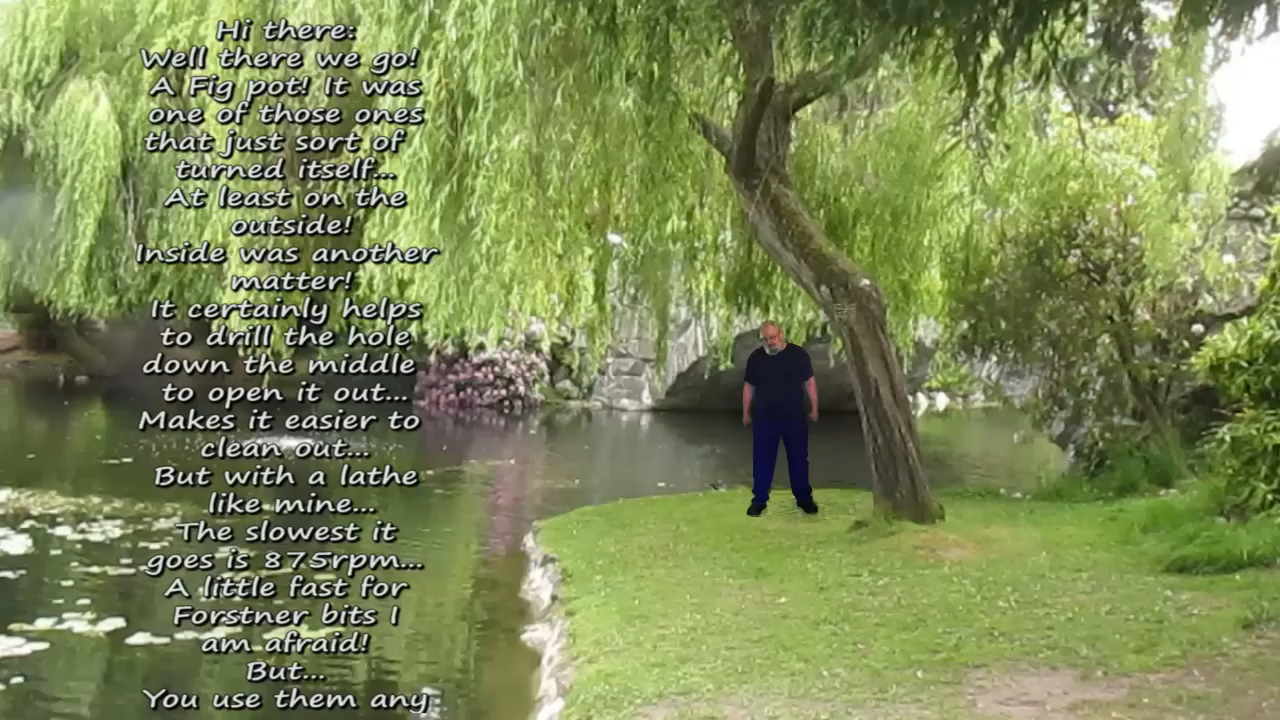 Hi there:
Well there we go!
A Fig pot! It was
one of those ones
that just sort of
turned itself...
At least on the
outside!
Inside was another
matter!
It certainly helps
to drill the hole
down the middle
to open it out...
Makes it easier to
clean out...
But with a lathe
like mine...
The slowest it
goes is 875rpm...
A little fast for
Forstner bits I
am afraid!
But...
You use them any